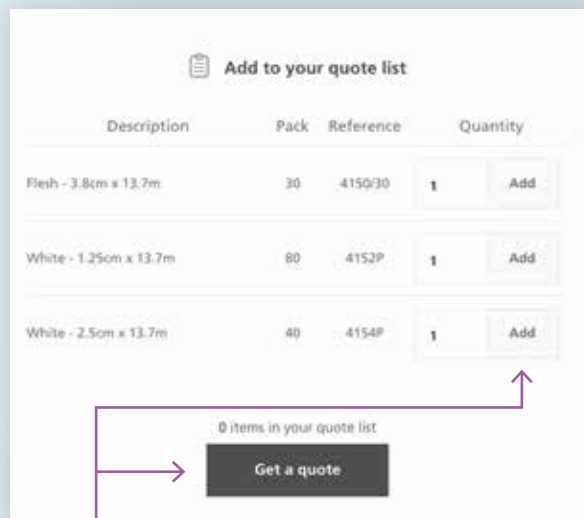 Add to your quote list
Description Pack Reference Quantity
Flesh - 3.8cm x 13.7m 30 4150/30 1 Add
White - 1.25cm x 13.7m 80 4152P 1 Add
White - 2.5cm x 13.7m 40 4154P 1 Add
0 items in your quote list
Get a quote